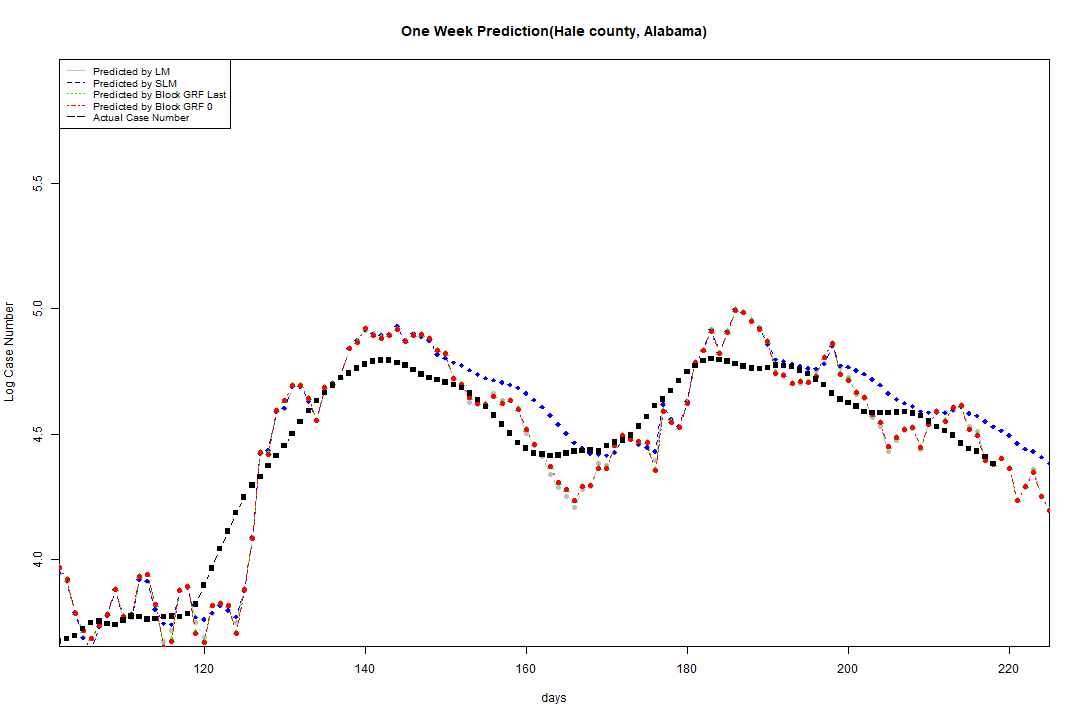 One Week Prediction(Hale county, Alabama)
Predicted by LM
Predicted by SLM
Predicted by Block GRF Last
Predicted by Block GRF 0
Actual Case Number
5.5
5.0
4.5
4.0
Log Case Number
120 140 160 180 200 220
days